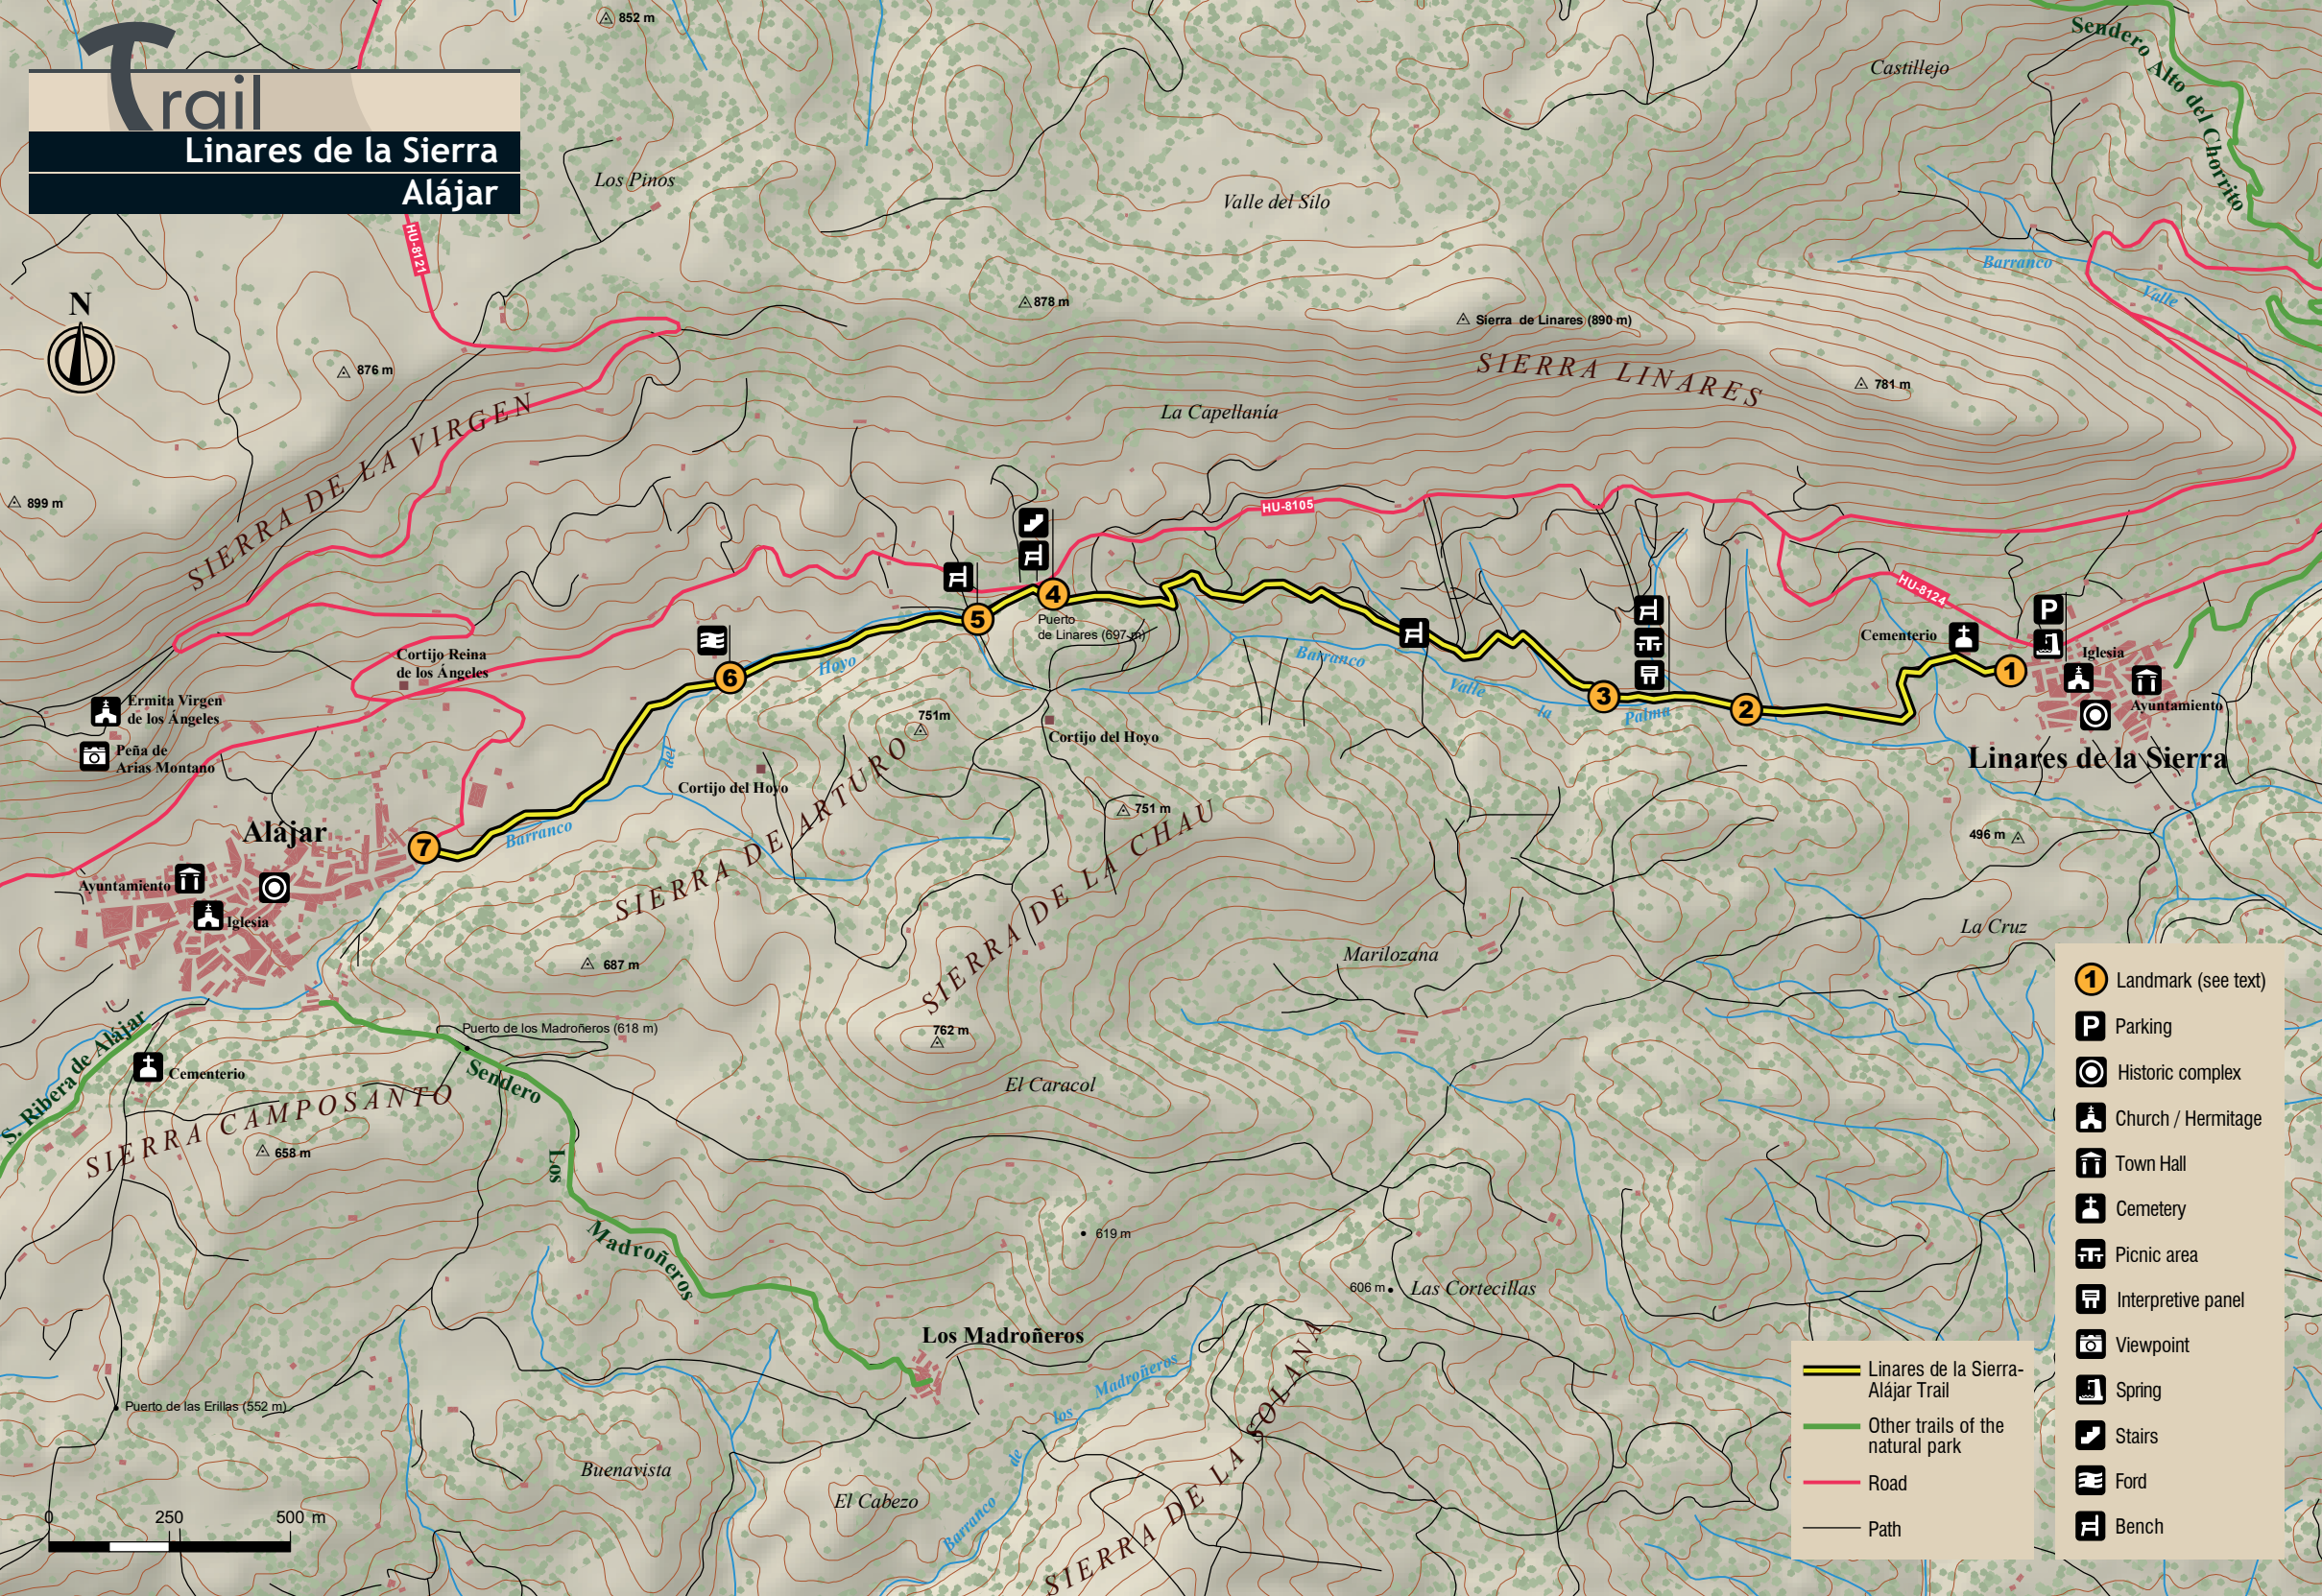 Trail
Linares de la Sierra
Alájar
852 m
Los Pinos
Valle del Silo
Castillejo
Sendero Alto del Chorrito
HU-8121
N
876 m
878 m
Sierra de Linares (890 m)
Barranco
Valle
781 m
SIERRA LINARES
La Capellanía
SIERRA DE LA VIRGEN
899 m
HU-8105
HU-8124
P
Cementerio
Iglesia
1
Ayuntamiento
Linares de la Sierra
4
Puerto
de Linares (697 m)
5
6
Hoyo
del
Barranco
Barranco
Valle
la
Palma
3
2
Cortijo Reina
de los Ángeles
Ermita Virgen
de los Ángeles
Peña de
Arias Montano
751m
Cortijo del Hoyo
Cortijo del Hoyo
SIERRA DE ARTURO
751 m
SIERRA DE LA CHAU
496 m
Alájar
7
Ayuntamiento
Iglesia
La Cruz
Marilozana
687 m
762 m
El Caracol
Puerto de los Madroñeros (618 m)
S. Ribera de Alájar
Cementerio
SIERRA CAMPOSANTO
658 m
Sendero
Los
Madroñeros
619 m
606 m
Las Cortecillas
Los Madroñeros
Barranco
de
los
Madroñeros
SIERRA DE LA SOLANA
Puerto de las Erillas (552 m)
Buenavista
El Cabezo
0 250 500 m
1 Landmark (see text)
P Parking
Historic complex
Church / Hermitage
Town Hall
Cemetery
Picnic area
Interpretive panel
Viewpoint
Spring
Stairs
Ford
Bench
Linares de la Sierra-
Alájar Trail
Other trails of the
natural park
Road
Path